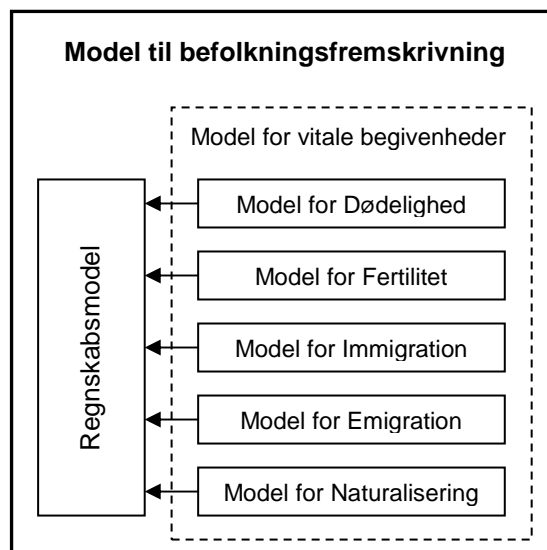 Model til befolkningsfremskrivning
Model for vitale begivenheder
Regnskabsmodel
Model for Dødelighed
Model for Fertilitet
Model for Immigration
Model for Emigration
Model for Naturalisering